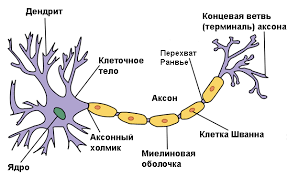 Дендрит
Концевая ветвь
(терминаль) аксона
Клеточное
тело
Перехват
Ранвье
Аксон
Аксонный
холмик
Клетка Шванна
Ядро
Миелиновая
оболочка